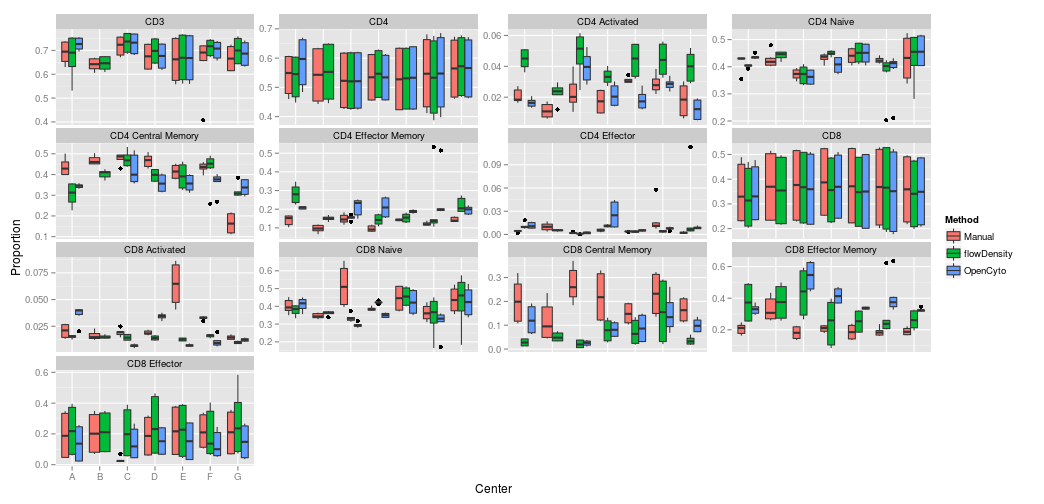 CD3
CD4
CD4 Activated
CD4 Naive
0.7
0.6
0.5
0.4
0.7
0.6
0.5
0.4
0.06
0.04
0.02
0.5
0.4
0.3
0.2
CD4 Central Memory
CD4 Effector Memory
CD4 Effector
CD8
0.5
0.4
0.3
0.2
0.1
0.5
0.4
0.3
0.2
0.1
0.09
0.06
0.03
0.00
0.5
0.4
0.3
0.2
CD8 Activated
CD8 Naive
CD8 Central Memory
CD8 Effector Memory
0.075
0.050
0.025
0.6
0.5
0.4
0.3
0.2
0.3
0.2
0.1
0.0
0.6
0.4
0.2
CD8 Effector
0.6
0.4
0.2
0.0
A B C D E F G
Proportion
Center
Method
Manual
flowDensity
OpenCyto